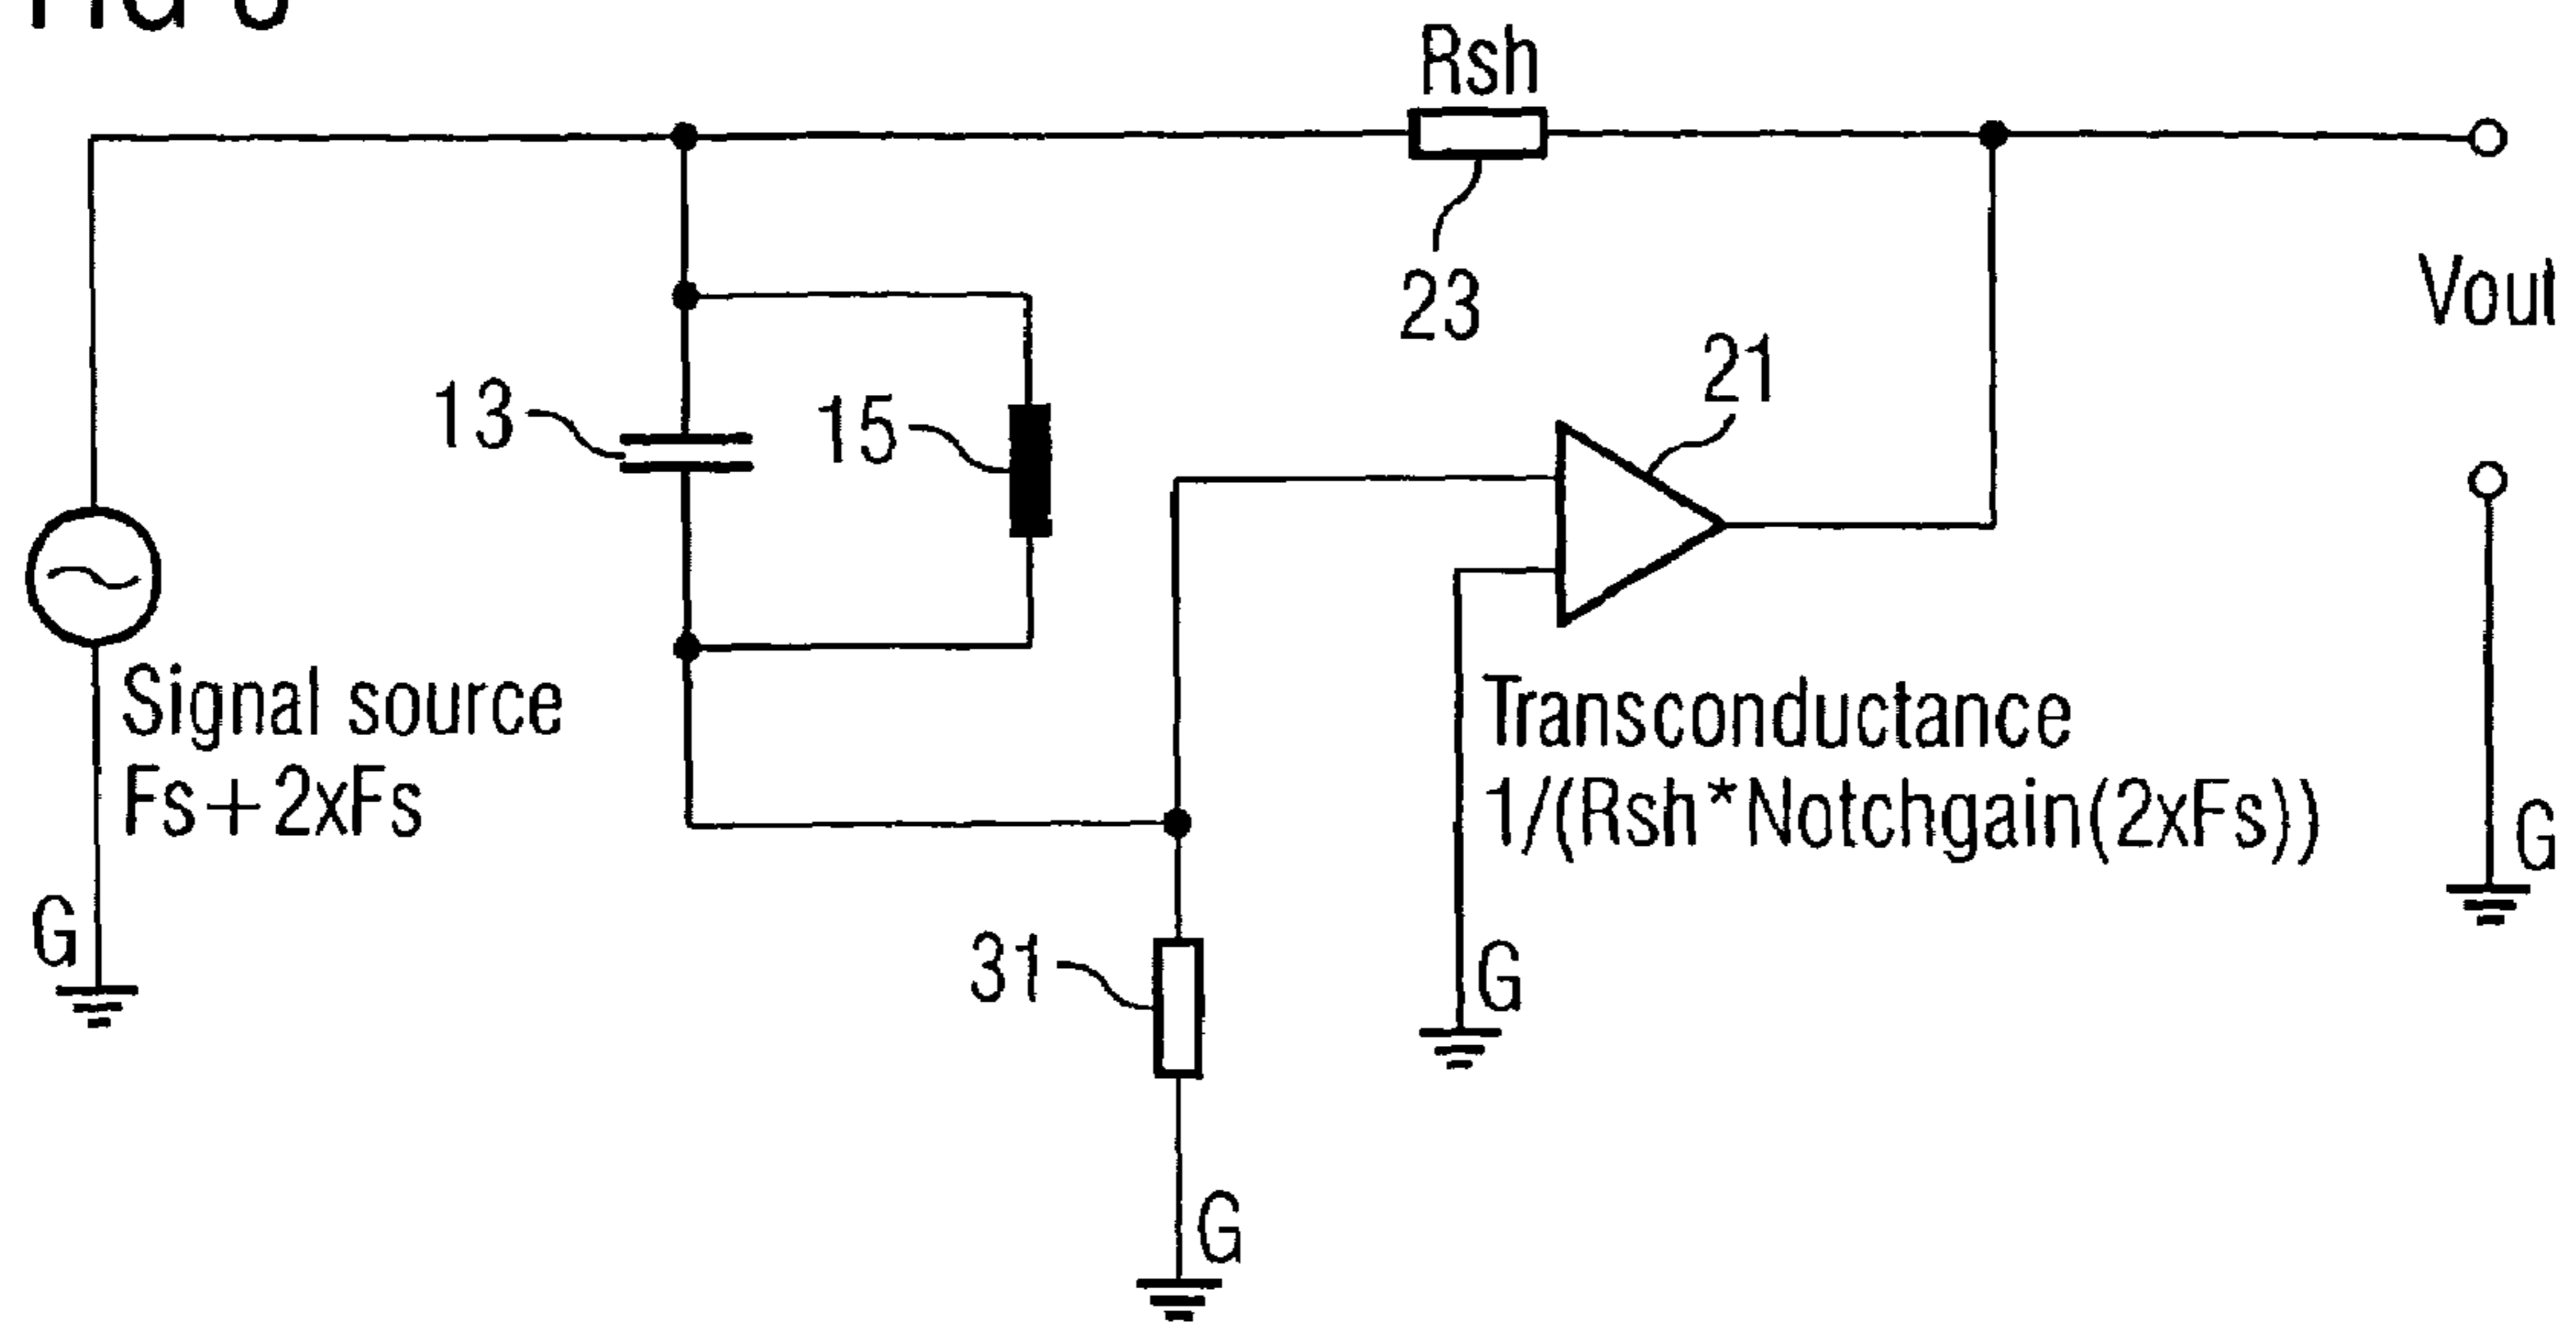 Rsh
23
Vout
21
13
15
Signal source
Fs+2xFs
Transconductance
1/(Rsh*Notchgain(2xFs))
G
G
G
31
G